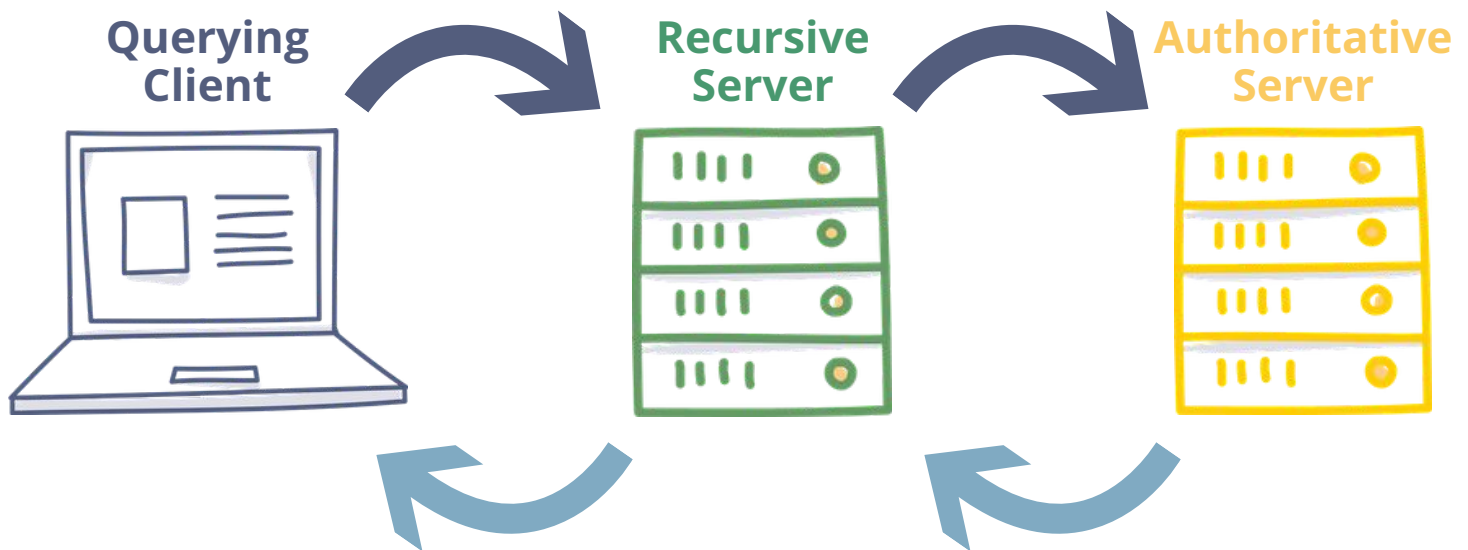 Querying
Client
Recursive
Server
Authoritative
Server